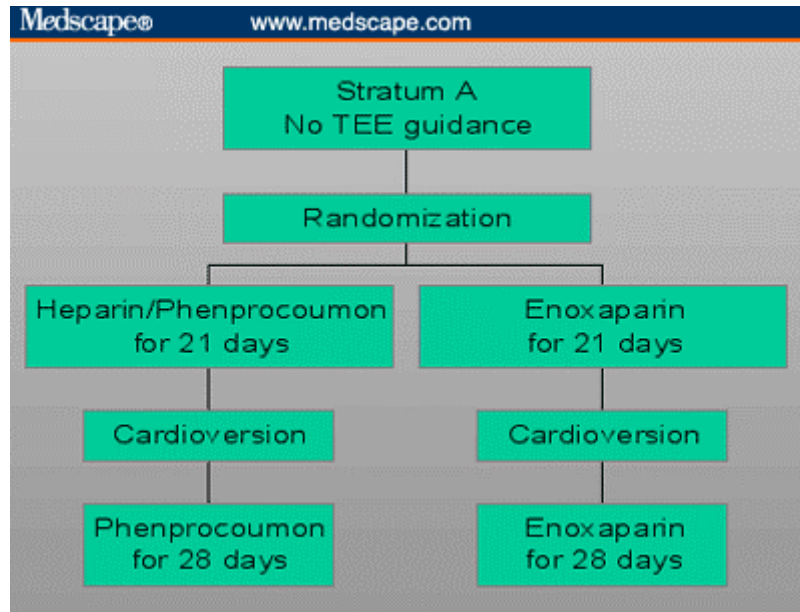 Medscape® www.medscape.com
Stratum A
No TEE guidance
Randomization
Heparin/Phenprocoumon
for 21 days
Enoxaparin
for 21 days
Cardioversion
Cardioversion
Phenprocoumon
for 28 days
Enoxaparin
for 28 days